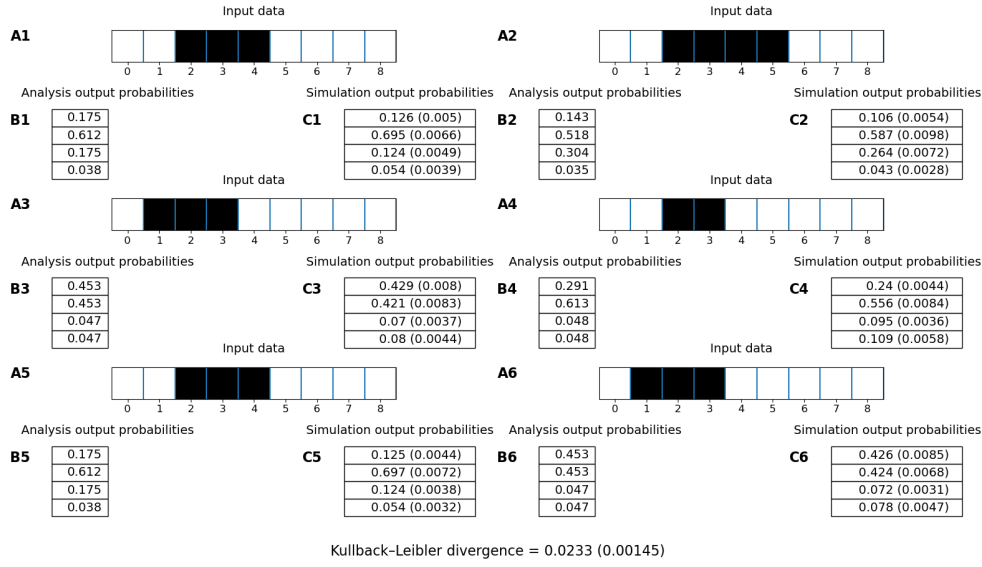 Input data
Input data
A1
A2
0 1 2 3 4 5 6 7 8
0 1 2 3 4 5 6 7 8
Analysis output probabilities
Simulation output probabilities
Analysis output probabilities
Simulation output probabilities
B1
0.175
0.612
0.175
0.038
C1
0.126 (0.005)
0.695 (0.0066)
0.124 (0.0049)
0.054 (0.0039)
B2
0.143
0.518
0.304
0.035
C2
0.106 (0.0054)
0.587 (0.0098)
0.264 (0.0072)
0.043 (0.0028)
Input data
Input data
A3
A4
0 1 2 3 4 5 6 7 8
0 1 2 3 4 5 6 7 8
Analysis output probabilities
Simulation output probabilities
Analysis output probabilities
Simulation output probabilities
B3
0.453
0.453
0.047
0.047
C3
0.429 (0.008)
0.421 (0.0083)
0.07 (0.0037)
0.08 (0.0044)
B4
0.291
0.613
0.048
0.048
C4
0.24 (0.0044)
0.556 (0.0084)
0.095 (0.0036)
0.109 (0.0058)
Input data
Input data
A5
A6
0 1 2 3 4 5 6 7 8
0 1 2 3 4 5 6 7 8
Analysis output probabilities
Simulation output probabilities
Analysis output probabilities
Simulation output probabilities
B5
0.175
0.612
0.175
0.038
C5
0.125 (0.0044)
0.697 (0.0072)
0.124 (0.0038)
0.054 (0.0032)
B6
0.453
0.453
0.047
0.047
C6
0.426 (0.0085)
0.424 (0.0068)
0.072 (0.0031)
0.078 (0.0047)
Kullback–Leibler divergence = 0.0233 (0.00145)